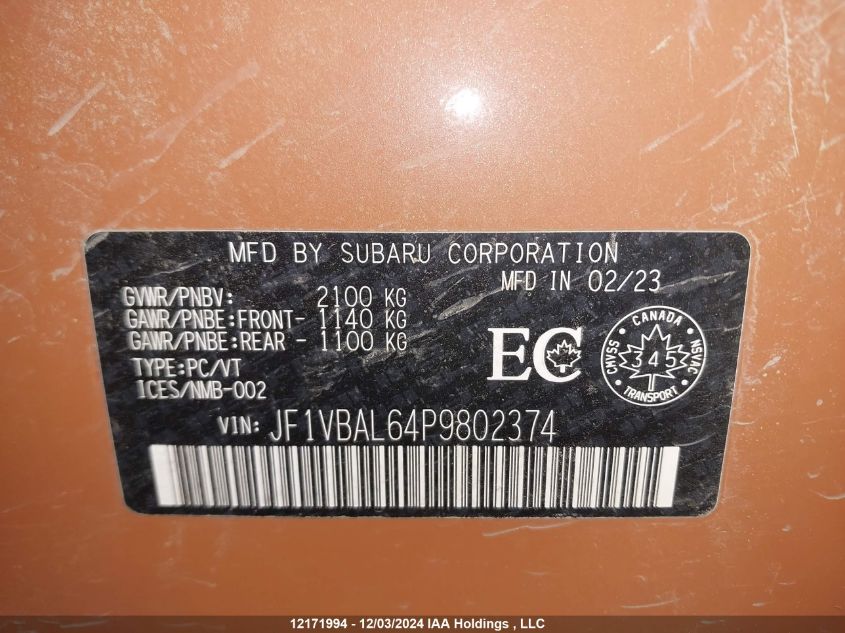 MFD BY SUBARU CORPORATION
MFD IN 02/23
GVWR/PNBV: 2100 KG
GAWR/PNBE:FRONT- 1140 KG
GAWR/PNBE:REAR - 1100 KG
TYPE:PC/VT
ICES/NMB-002
EC
CANADA
CMVSS 345 NSVAC
TRANSPORT
VIN: JF1VBAL64P9802374
12171994 - 12/03/2024 IAA Holdings , LLC